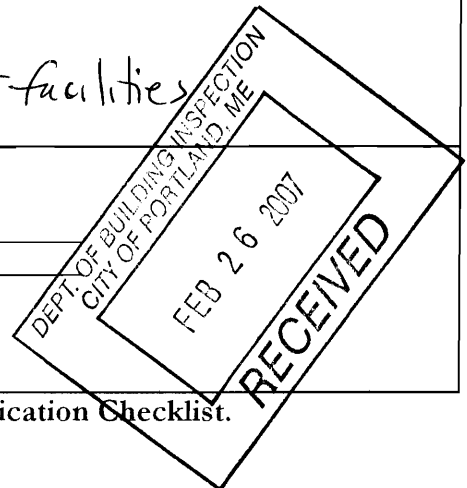 facilities
DEPT. OF BUILDING INSPECTION
CITY OF PORTLAND, ME
FEB 26 2007
RECEIVED
ication Checklist.